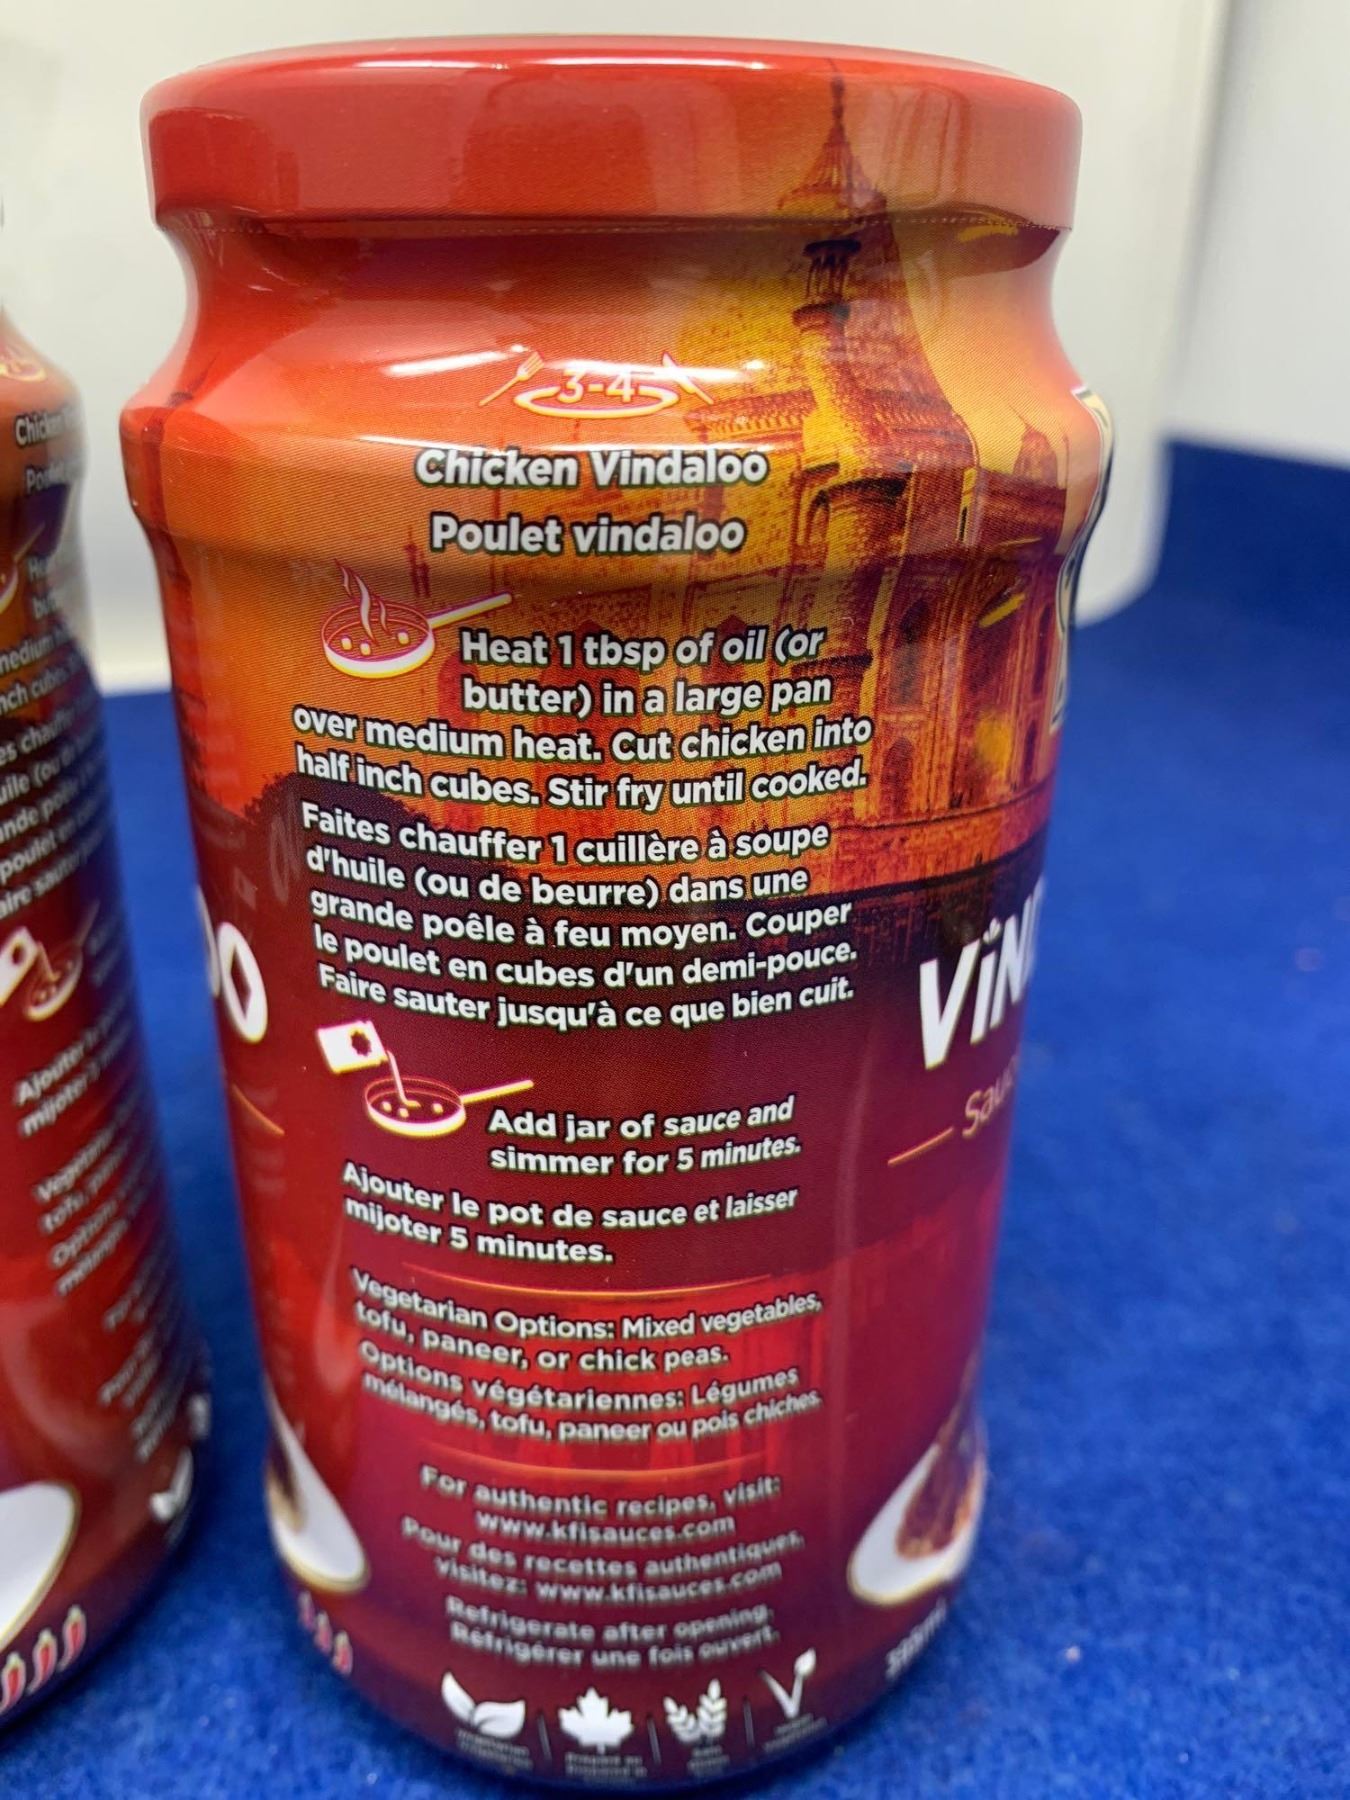 3-4
Chicken Vindaloo
Poulet vindaloo
Heat 1 tbsp of oil (or
butter) in a large pan
over medium heat. Cut chicken into
half inch cubes. Stir fry until cooked.
Faites chauffer 1 cuillère à soupe
d'huile (ou de beurre) dans une
grande poêle à feu moyen. Couper
le poulet en cubes d'un demi-pouce.
Faire sauter jusqu'à ce que bien cuit.
Add jar of sauce and
simmer for 5 minutes.
Ajouter le pot de sauce et laisser
mijoter 5 minutes.
Vegetarian Options: Mixed vegetables,
tofu, paneer, or chick peas.
Options végétariennes: Légumes
mélangés, tofu, paneer ou pois chiches.
For authentic recipes, visit:
www.kfisauces.com
Pour des recettes authentiques,
visitez: www.kfisauces.com
Refrigerate after opening.
Réfrigérer une fois ouvert.